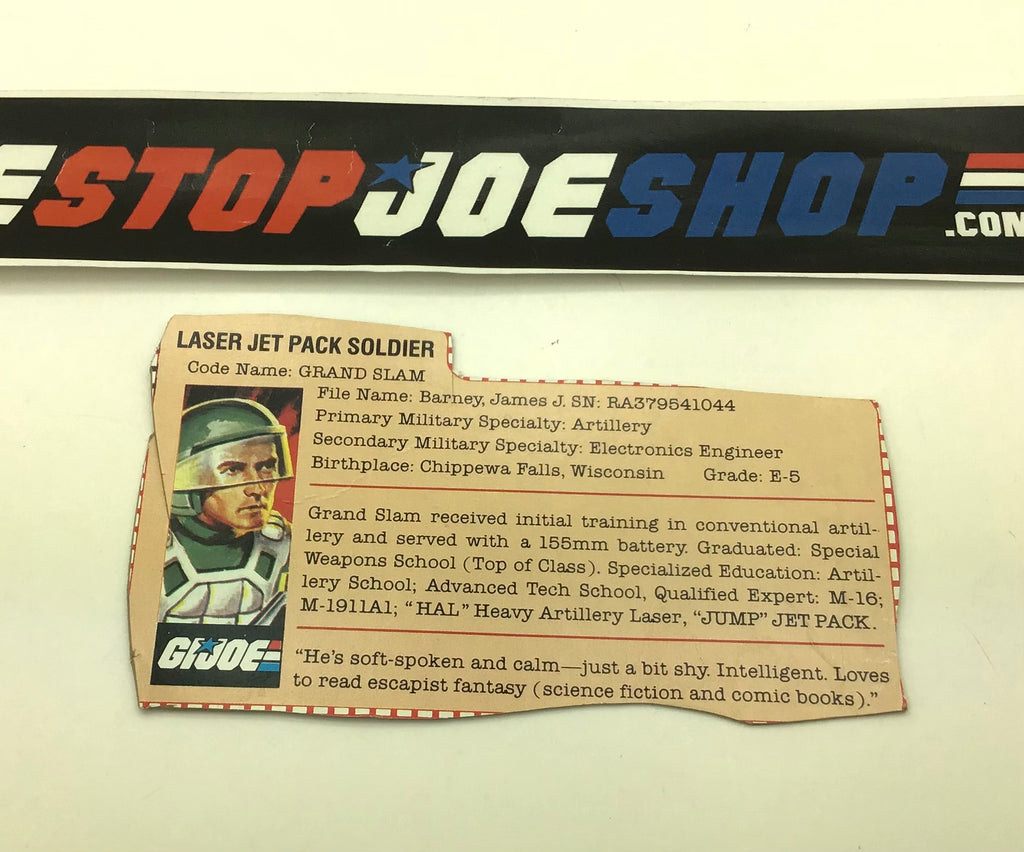 E STOP JOE SHOP
.COM
LASER JET PACK SOLDIER
Code Name: GRAND SLAM
File Name: Barney, James J. SN: RA379541044
Primary Military Specialty: Artillery
Secondary Military Specialty: Electronics Engineer
Birthplace: Chippewa Falls, Wisconsin Grade: E-5
Grand Slam received initial training in conventional artil-
lery and served with a 155mm battery. Graduated: Special
Weapons School (Top of Class). Specialized Education: Artil-
lery School; Advanced Tech School, Qualified Expert: M-16;
M-1911A1; “HAL” Heavy Artillery Laser, “JUMP” JET PACK.
GI JOE
“He’s soft-spoken and calm—just a bit shy. Intelligent. Loves
to read escapist fantasy (science fiction and comic books).”